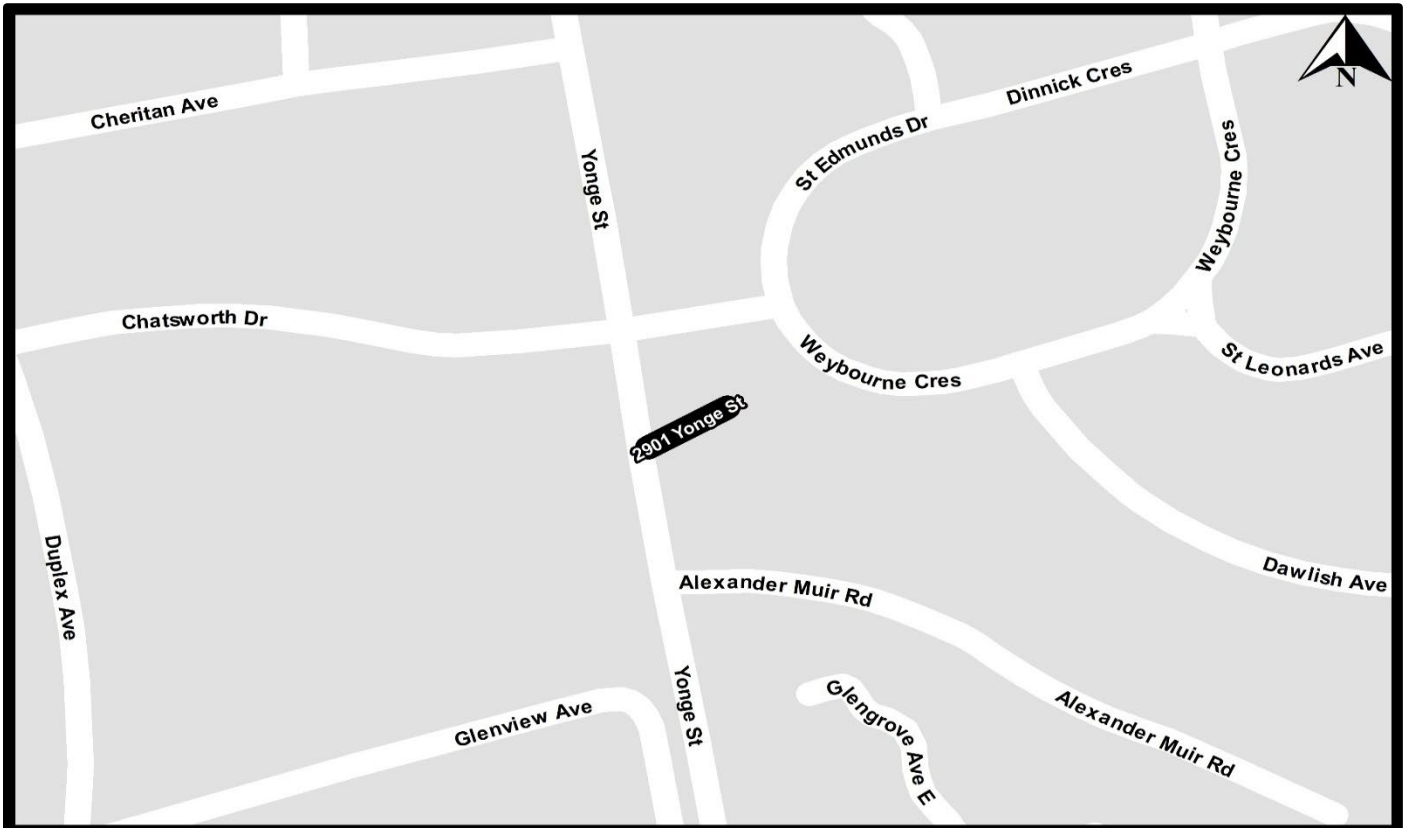 N
Dinnick Cres
Cheritan Ave
St Edmunds Dr
Yonge St
Weybourne Cres
Chatsworth Dr
Weybourne Cres
St Leonards Ave
2901 Yonge St
Duplex Ave
Dawlish Ave
Alexander Muir Rd
Yonge St
Glenview Ave
Glengrove Ave E
Alexander Muir Rd